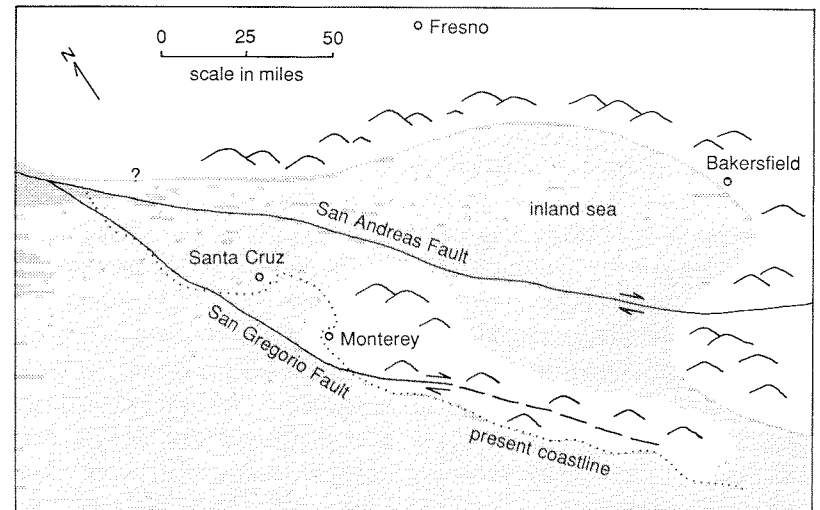 Fresno
0 25 50
scale in miles
N
?
Bakersfield
San Andreas Fault
inland sea
Santa Cruz
San Gregorio Fault
Monterey
present coastline